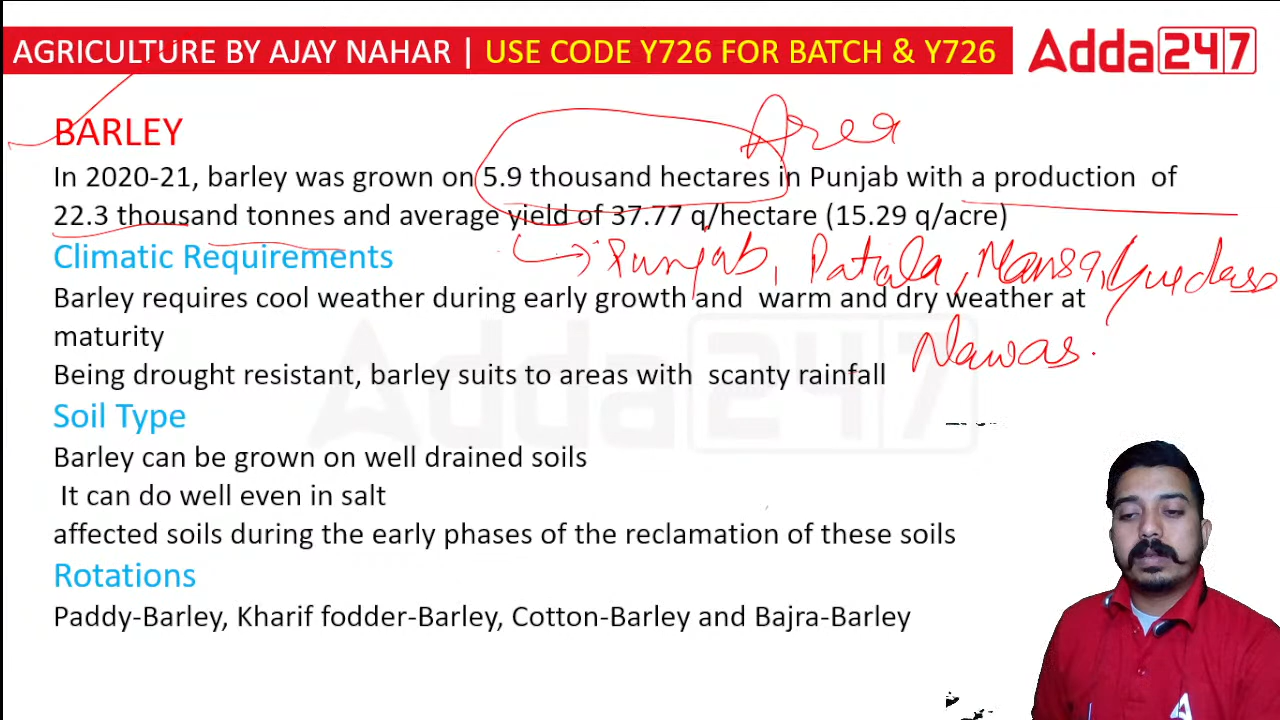 AGRICULTURE BY AJAY NAHAR | USE CODE Y726 FOR BATCH & Y726
Adda247
BARLEY
Area
In 2020-21, barley was grown on 5.9 thousand hectares in Punjab with a production of
22.3 thousand tonnes and average yield of 37.77 q/hectare (15.29 q/acre)
Punjab, Patiala, Mansa,
Climatic Requirements
Barley requires cool weather during early growth and warm and dry weather at
maturity
Nawas.
Being drought resistant, barley suits to areas with scanty rainfall
Adda247
Soil Type
Barley can be grown on well drained soils
It can do well even in salt
affected soils during the early phases of the reclamation of these soils
Rotations
Paddy-Barley, Kharif fodder-Barley, Cotton-Barley and Bajra-Barley